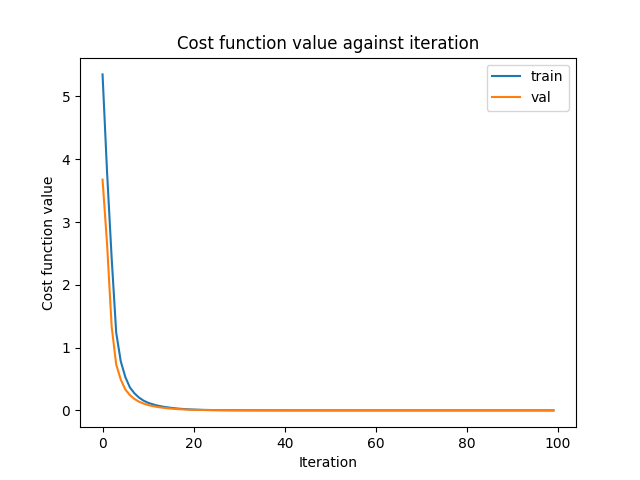 Cost function value against iteration
train
val
Cost function value
5
4
3
2
1
0
0 20 40 60 80 100
Iteration